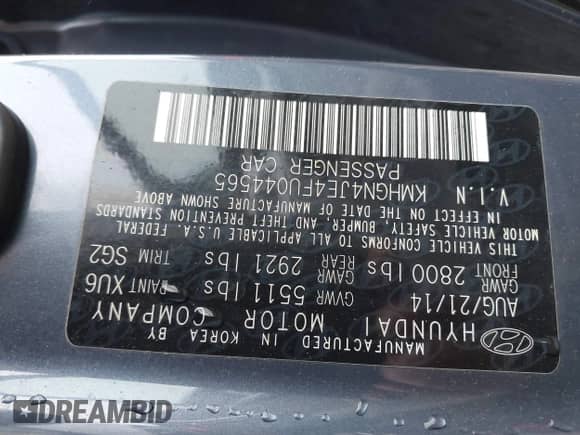 MANUFACTURED IN KOREA BY
HYUNDAI MOTOR COMPANY
AUG/21/14 GVWR 5511 lbs PAINT XU6
GAWR FRONT 2800 lbs GAWR REAR 2921 lbs TRIM SG2
THIS VEHICLE CONFORMS TO ALL APPLICABLE U.S.A. FEDERAL
MOTOR VEHICLE SAFETY, BUMPER, AND THEFT PREVENTION STANDARDS
IN EFFECT ON THE DATE OF MANUFACTURE SHOWN ABOVE
V.I.N KMHGN4JE4FU044565
PASSENGER CAR
DREAMBID